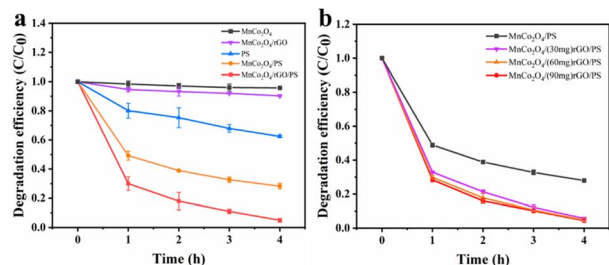 a
Degradation efficiency (C/C₀)
1.4
1.2
1.0
0.8
0.6
0.4
0.2
0.0
MnCo₂O₄
MnCo₂O₄/rGO
PS
MnCo₂O₄/PS
MnCo₂O₄/rGO/PS
0 1 2 3 4
Time (h)
b
Degradation efficiency (C/C₀)
1.2
1.0
0.8
0.6
0.4
0.2
0.0
MnCo₂O₄/PS
MnCo₂O₄/(30mg)rGO/PS
MnCo₂O₄/(60mg)rGO/PS
MnCo₂O₄/(90mg)rGO/PS
0 1 2 3 4
Time (h)